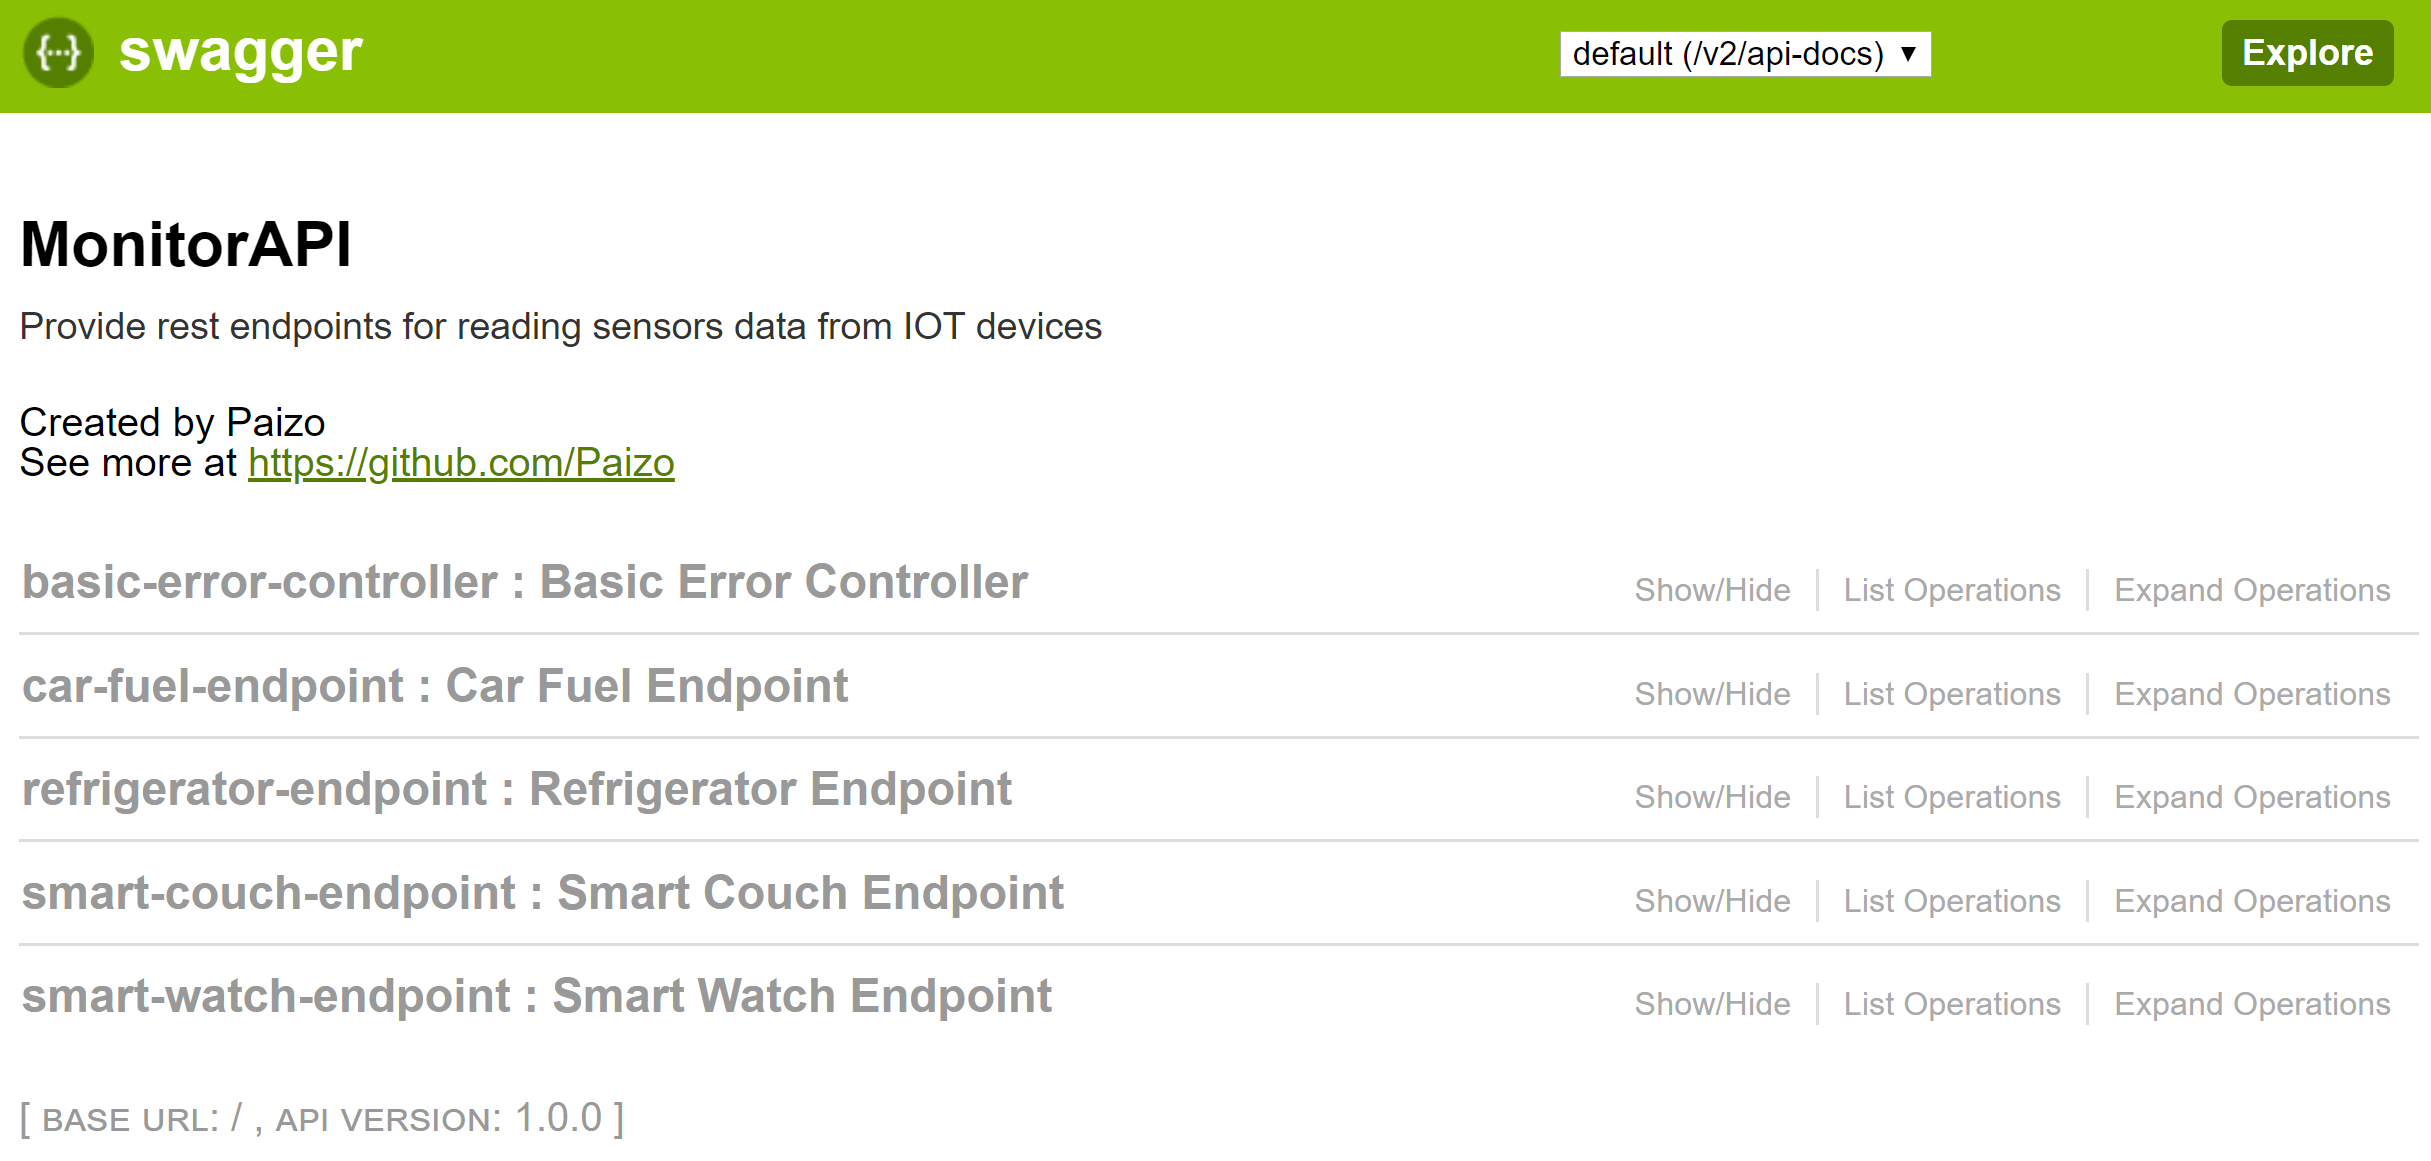 {···} swagger default (/v2/api-docs) ▼ Explore
MonitorAPI
Provide rest endpoints for reading sensors data from IOT devices
Created by Paizo
See more at https://github.com/Paizo
basic-error-controller : Basic Error Controller Show/Hide List Operations Expand Operations
car-fuel-endpoint : Car Fuel Endpoint Show/Hide List Operations Expand Operations
refrigerator-endpoint : Refrigerator Endpoint Show/Hide List Operations Expand Operations
smart-couch-endpoint : Smart Couch Endpoint Show/Hide List Operations Expand Operations
smart-watch-endpoint : Smart Watch Endpoint Show/Hide List Operations Expand Operations
[ BASE URL: / , API VERSION: 1.0.0 ]